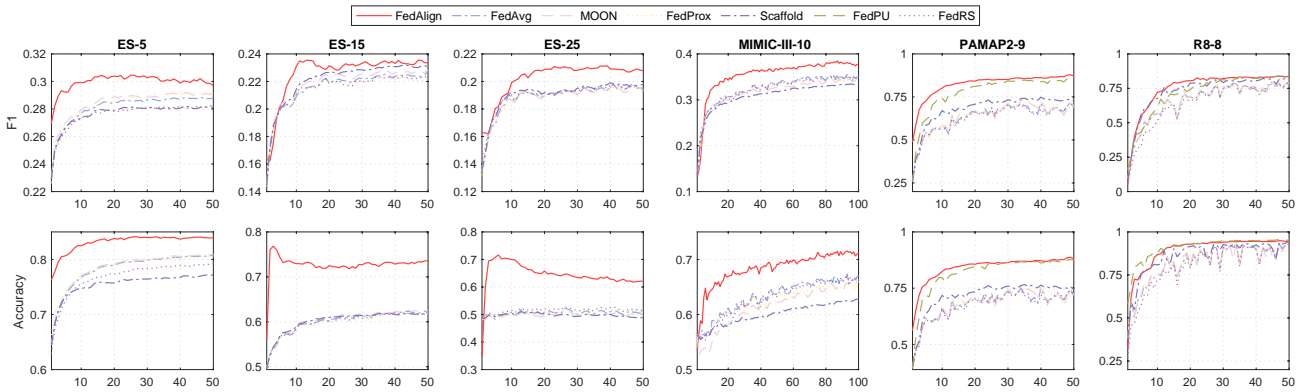 FedAlign FedAvg MOON FedProx Scaffold FedPU FedRS
ES-5 ES-15 ES-25 MIMIC-III-10 PAMAP2-9 R8-8
F1
0.32 0.3 0.28 0.26 0.24 0.22
10 20 30 40 50
0.24 0.22 0.2 0.18 0.16 0.14
10 20 30 40 50
0.22 0.2 0.18 0.16 0.14 0.12
10 20 30 40 50
0.4 0.3 0.2 0.1
20 40 60 80 100
1 0.75 0.5 0.25
10 20 30 40 50
1 0.75 0.5 0.25 0
10 20 30 40 50
Accuracy
0.8 0.7 0.6
10 20 30 40 50
0.8 0.7 0.6 0.5
10 20 30 40 50
0.8 0.7 0.6 0.5 0.4 0.3
10 20 30 40 50
0.8 0.7 0.6 0.5
20 40 60 80 100
1 0.75 0.5
10 20 30 40 50
1 0.75 0.5 0.25
10 20 30 40 50